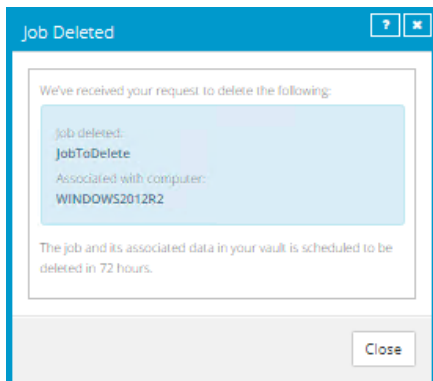 Job Deleted
? ×
We've received your request to delete the following:
Job deleted:
JobToDelete
Associated with computer:
WINDOWS2012R2
The job and its associated data in your vault is scheduled to be
deleted in 72 hours.
Close